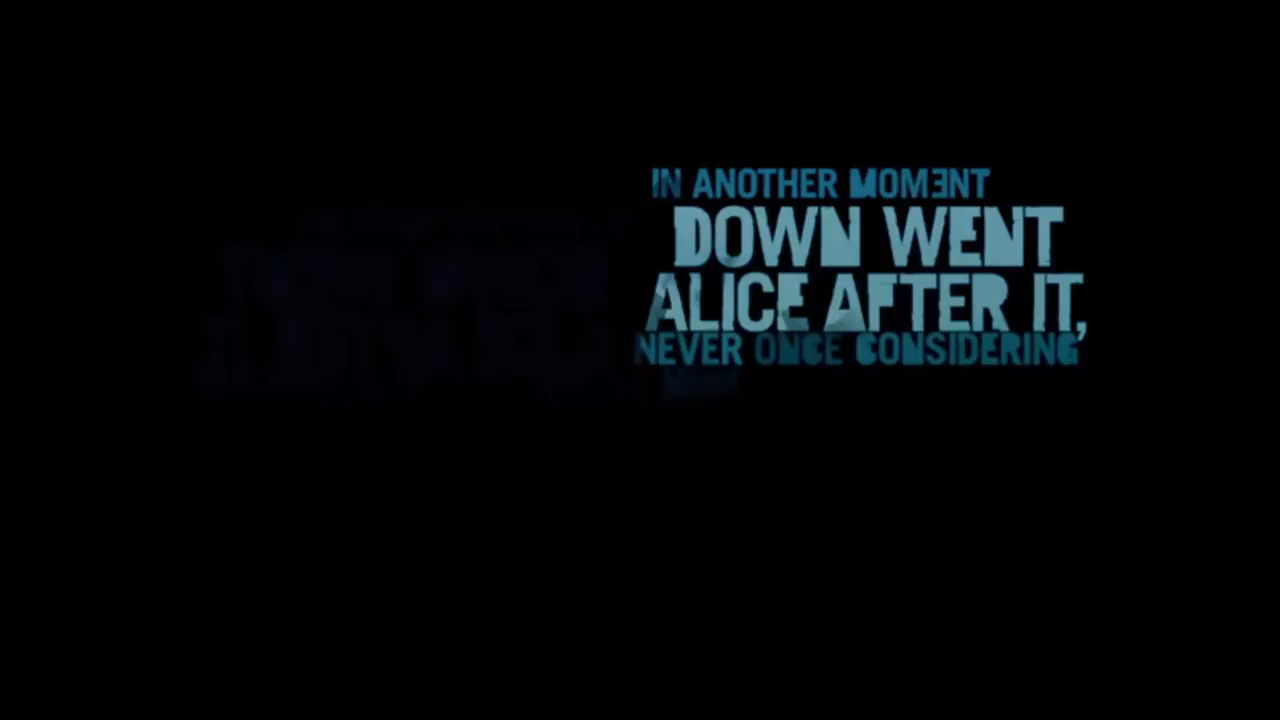 IN ANOTHER MOMENT
DOWN WENT
ALICE AFTER IT,
NEVER ONCE CONSIDERING